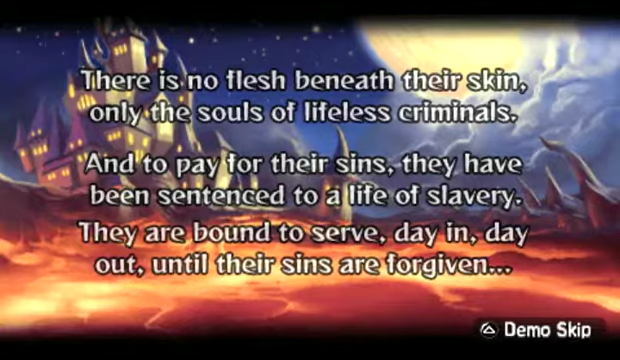 There is no flesh beneath their skin,
only the souls of lifeless criminals.
And to pay for their sins, they have
been sentenced to a life of slavery.
They are bound to serve, day in, day
out, until their sins are forgiven...
Demo Skip